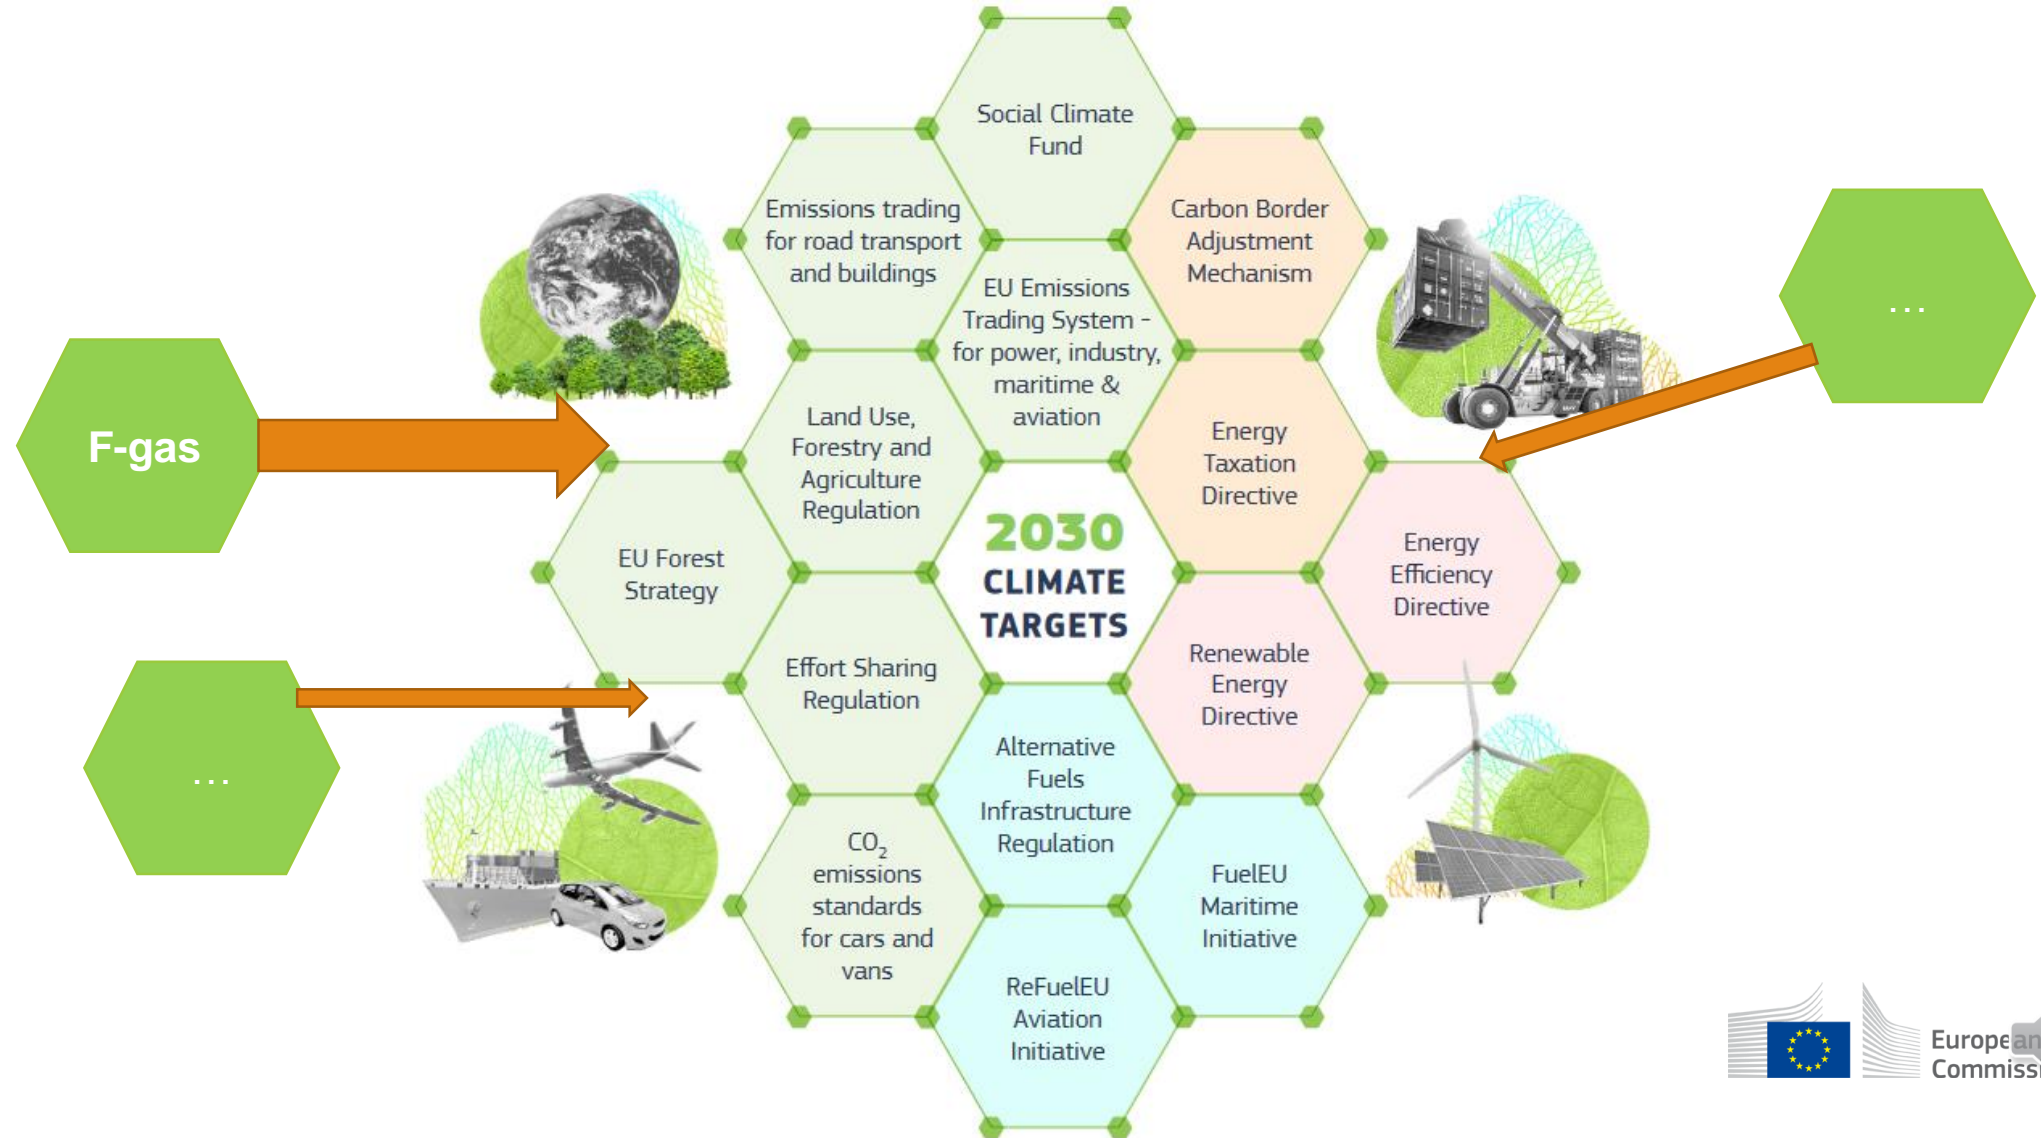 Social Climate
Fund
Emissions trading
for road transport
and buildings
Carbon Border
Adjustment
Mechanism
EU Emissions
Trading System -
for power, industry,
maritime &
aviation
...
F-gas
Land Use,
Forestry and
Agriculture
Regulation
Energy
Taxation
Directive
2030
CLIMATE
TARGETS
EU Forest
Strategy
Energy
Efficiency
Directive
Effort Sharing
Regulation
Renewable
Energy
Directive
...
Alternative
Fuels
Infrastructure
Regulation
CO₂
emissions
standards
for cars and
vans
FuelEU
Maritime
Initiative
ReFuelEU
Aviation
Initiative
European
Commiss